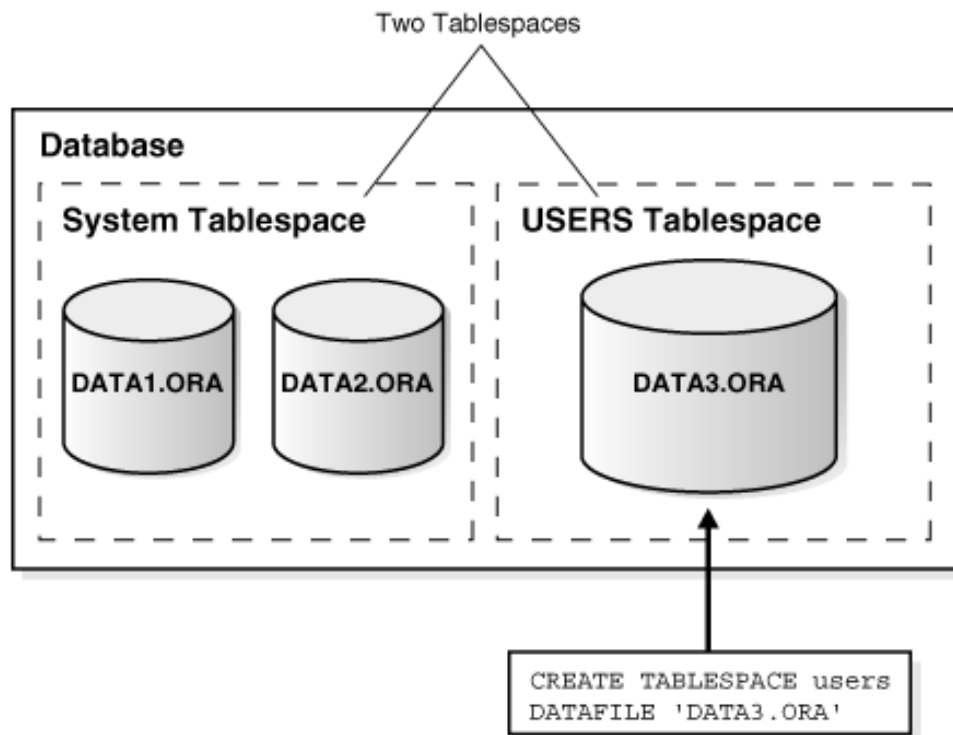 Two Tablespaces
Database
System Tablespace
USERS Tablespace
DATA1.ORA
DATA2.ORA
DATA3.ORA
CREATE TABLESPACE users
DATAFILE 'DATA3.ORA'